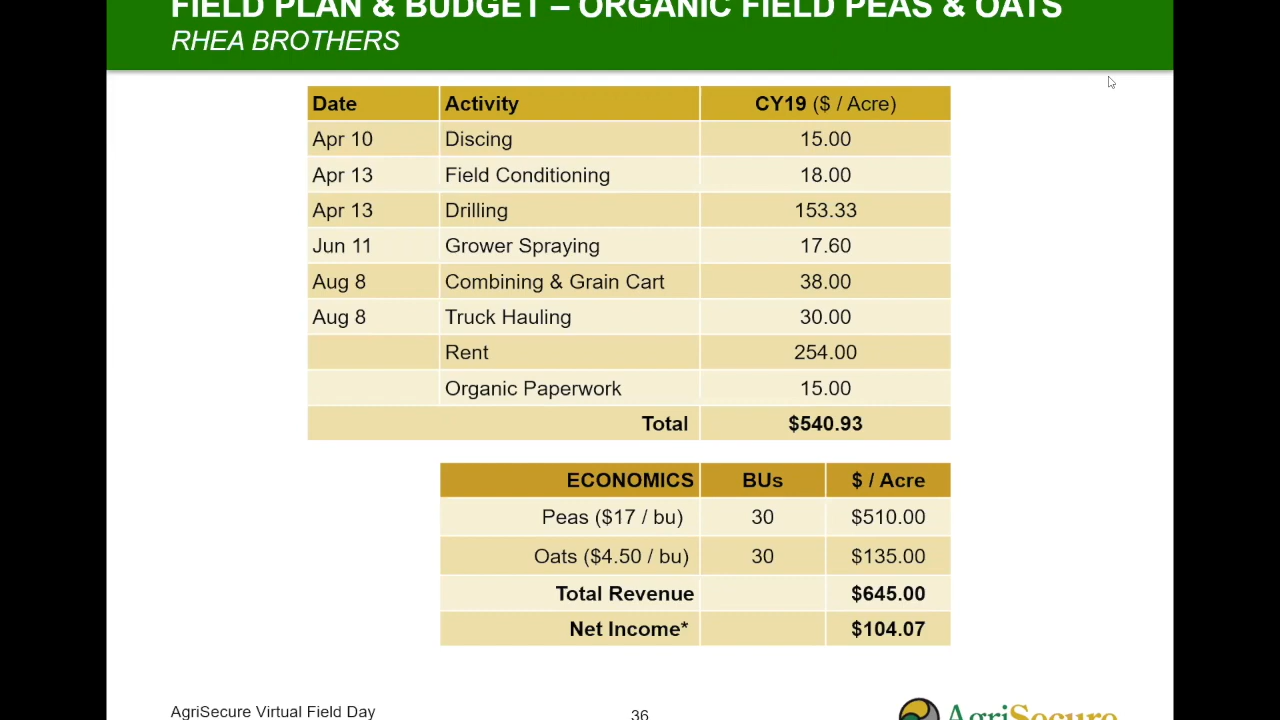 FIELD PLAN & BUDGET – ORGANIC FIELD PEAS & OATS
RHEA BROTHERS
Date Activity CY19 ($ / Acre)
Apr 10 Discing 15.00
Apr 13 Field Conditioning 18.00
Apr 13 Drilling 153.33
Jun 11 Grower Spraying 17.60
Aug 8 Combining & Grain Cart 38.00
Aug 8 Truck Hauling 30.00
Rent 254.00
Organic Paperwork 15.00
Total $540.93
ECONOMICS BUs $ / Acre
Peas ($17 / bu) 30 $510.00
Oats ($4.50 / bu) 30 $135.00
Total Revenue $645.00
Net Income* $104.07
AgriSecure Virtual Field Day 36 AgriSecure